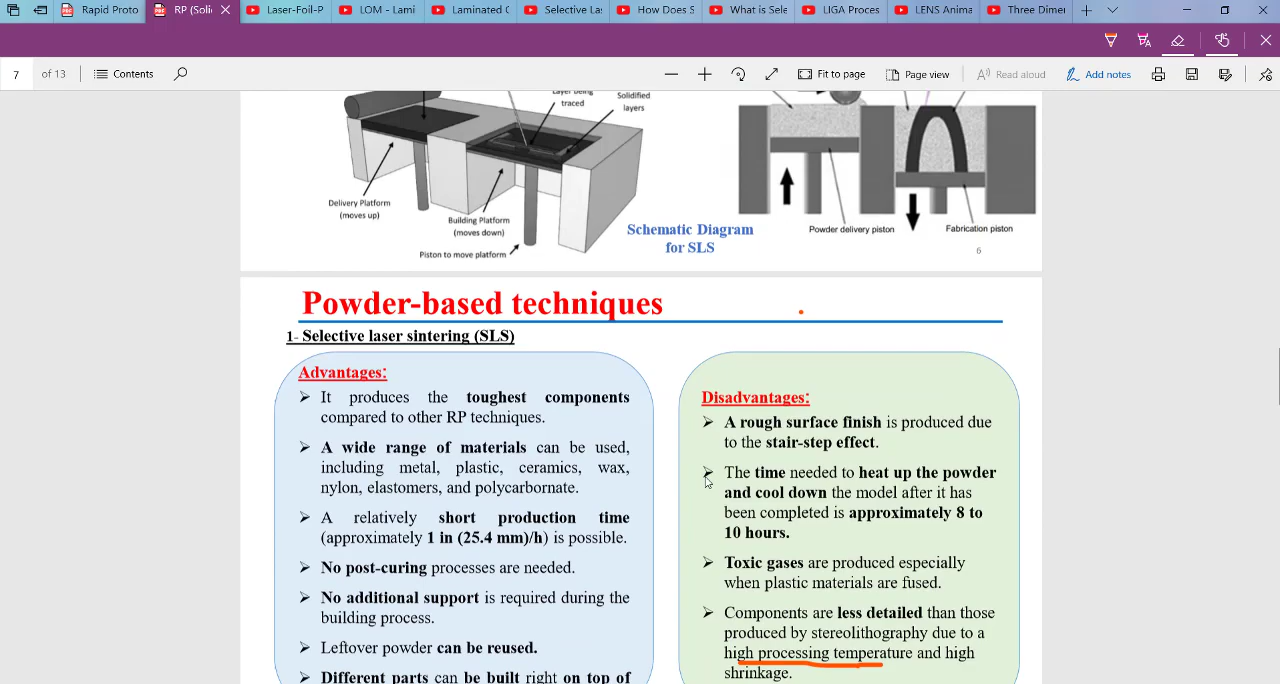 Rapid Proto
RP (Soli
Laser-Foil-P
LOM - Lami
Laminated C
Selective La
How Does S
What is Sele
LIGA Proces
LENS Anima
Three Dimer
7 of 13
Contents
Fit to page
Page view
Read aloud
Add notes
Layer being
traced
Solidified
layers
Delivery Platform
(moves up)
Building Platform
(moves down)
Piston to move platform
Schematic Diagram
for SLS
Powder delivery piston
Fabrication piston
6
Powder-based techniques
1- Selective laser sintering (SLS)
Advantages:
➢ It produces the toughest components
compared to other RP techniques.
➢ A wide range of materials can be used,
including metal, plastic, ceramics, wax,
nylon, elastomers, and polycarbornate.
➢ A relatively short production time
(approximately 1 in (25.4 mm)/h) is possible.
➢ No post-curing processes are needed.
➢ No additional support is required during the
building process.
➢ Leftover powder can be reused.
➢ Different parts can be built right on top of
Disadvantages:
➢ A rough surface finish is produced due
to the stair-step effect.
➢ The time needed to heat up the powder
and cool down the model after it has
been completed is approximately 8 to
10 hours.
➢ Toxic gases are produced especially
when plastic materials are fused.
➢ Components are less detailed than those
produced by stereolithography due to a
high processing temperature and high
shrinkage.